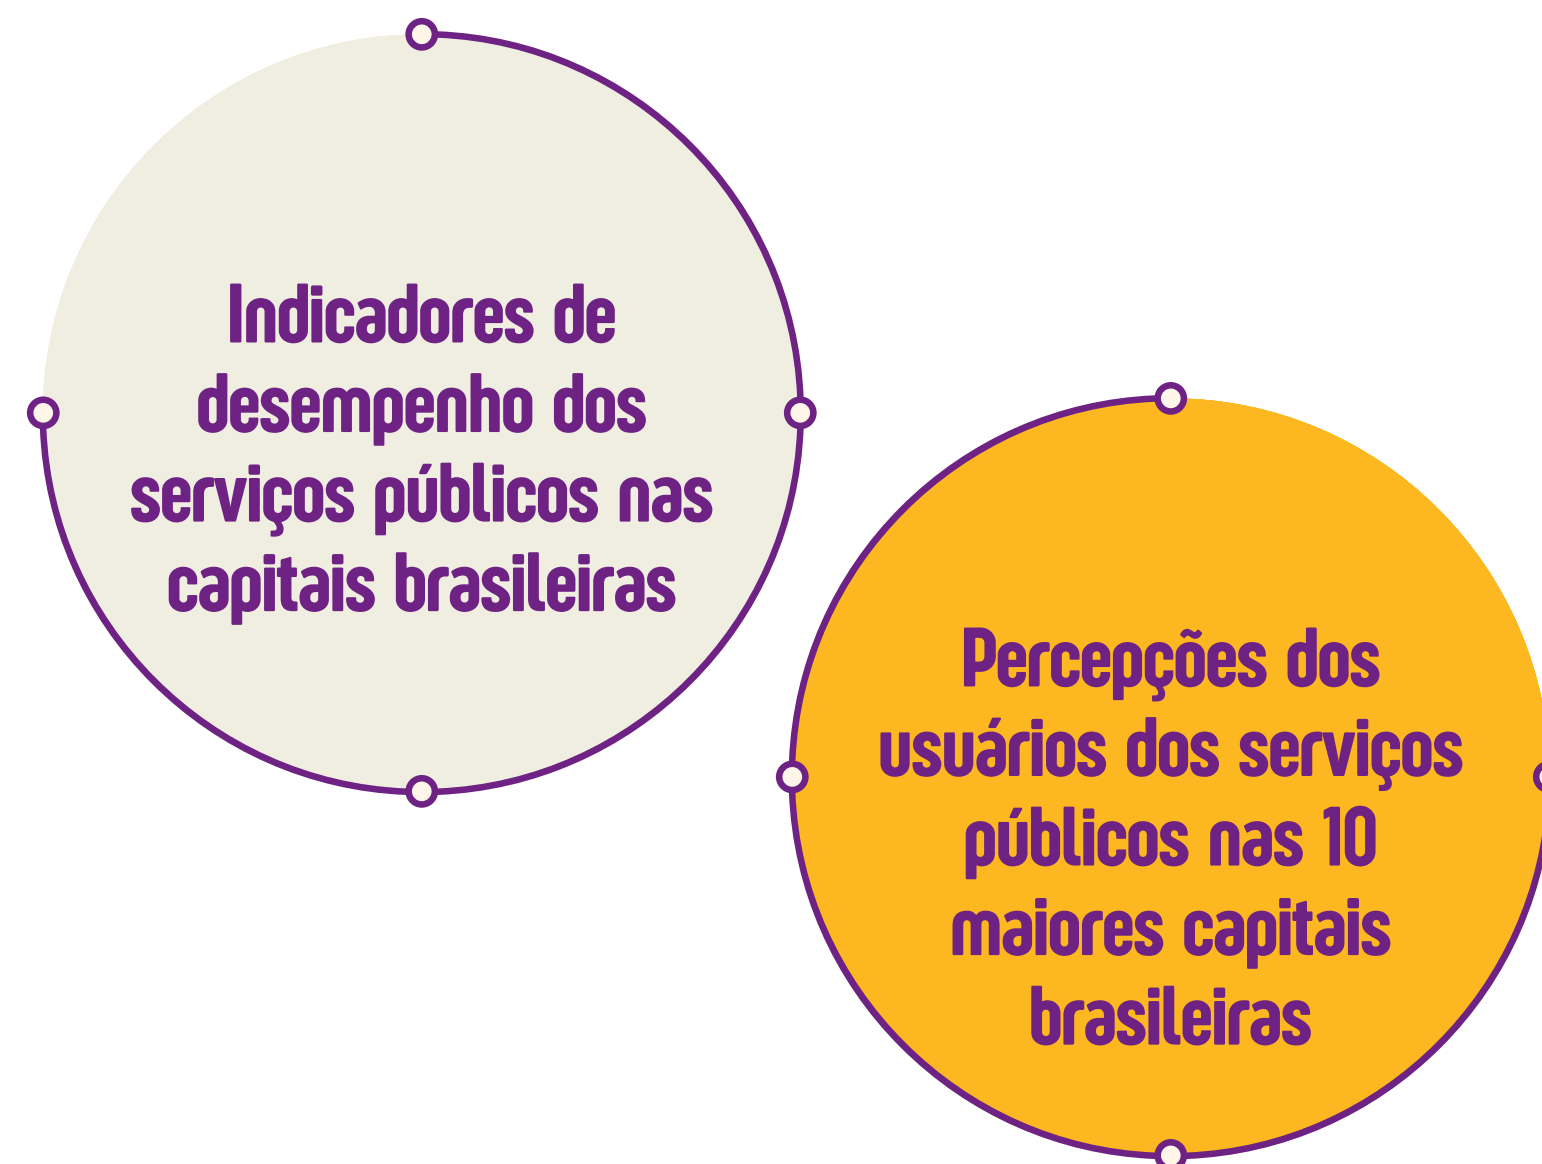 Indicadores de
desempenho dos
serviços públicos nas
capitais brasileiras
Percepções dos
usuários dos serviços
públicos nas 10
maiores capitais
brasileiras